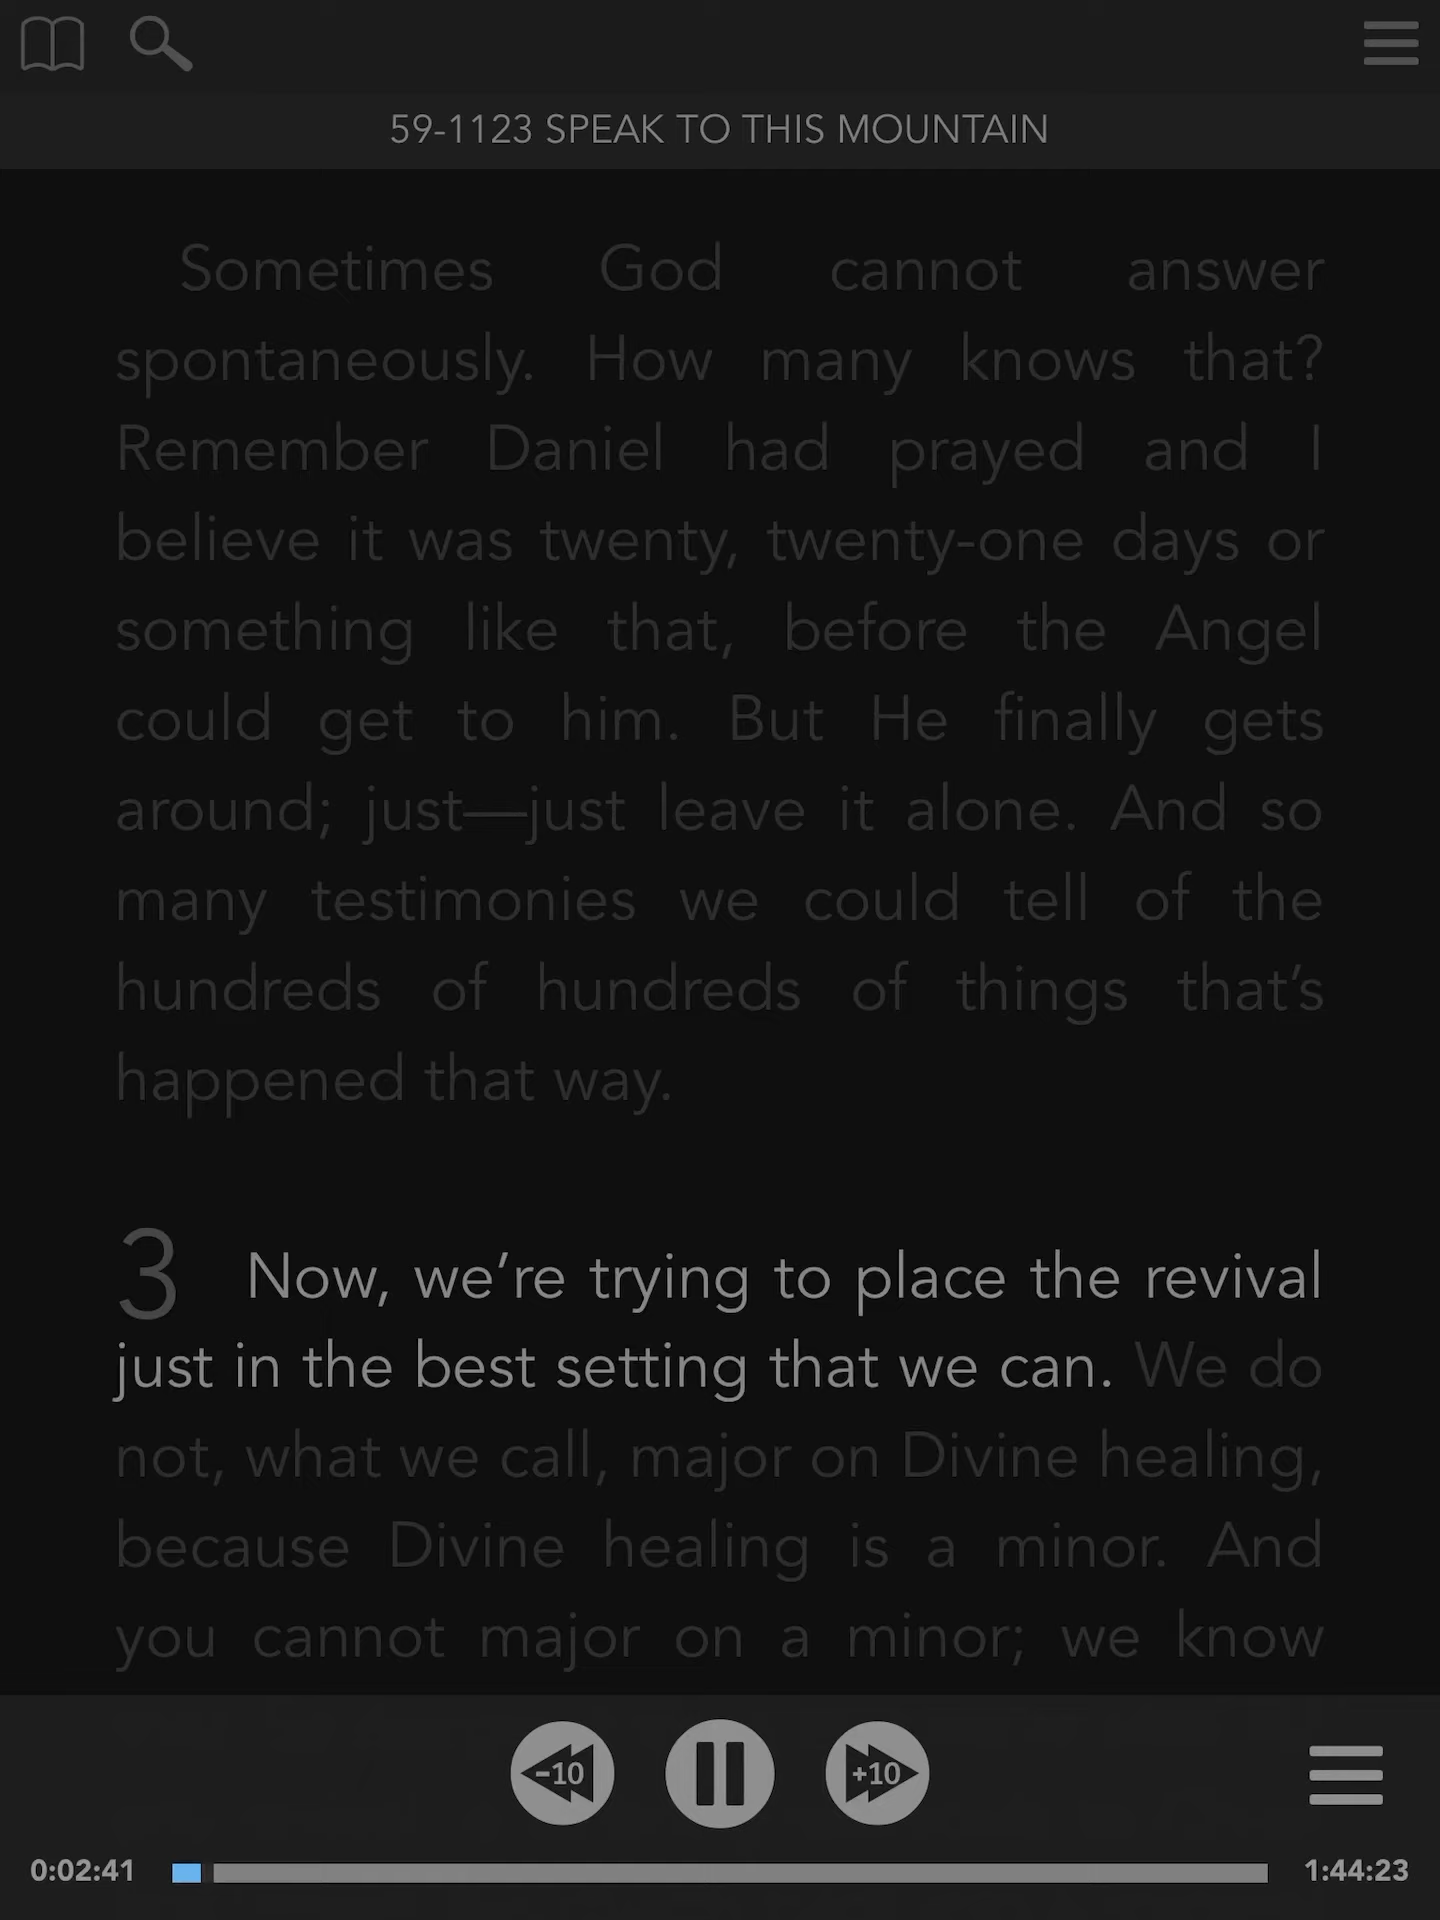 59-1123 SPEAK TO THIS MOUNTAIN
Sometimes God cannot answer
spontaneously. How many knows that?
Remember Daniel had prayed and I
believe it was twenty, twenty-one days or
something like that, before the Angel
could get to him. But He finally gets
around; just—just leave it alone. And so
many testimonies we could tell of the
hundreds of hundreds of things that’s
happened that way.
3 Now, we’re trying to place the revival
just in the best setting that we can. We do
not, what we call, major on Divine healing,
because Divine healing is a minor. And
you cannot major on a minor; we know
-10 +10
0:02:41 1:44:23